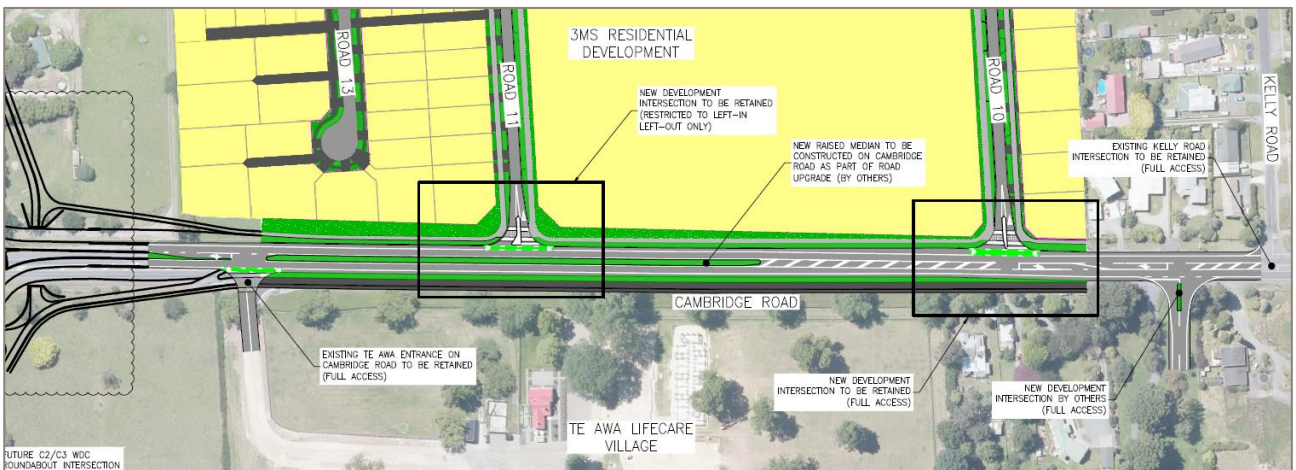 3MS RESIDENTIAL
DEVELOPMENT
ROAD 13
ROAD 11
ROAD 10
KELLY ROAD
NEW DEVELOPMENT
INTERSECTION TO BE RETAINED
(RESTRICTED TO LEFT-IN
LEFT-OUT ONLY)
NEW RAISED MEDIAN TO BE
CONSTRUCTED ON CAMBRIDGE
ROAD AS PART OF ROAD
UPGRADE (BY OTHERS)
EXISTING KELLY ROAD
INTERSECTION TO BE RETAINED
(FULL ACCESS)
CAMBRIDGE ROAD
EXISTING TE AWA ENTRANCE ON
CAMBRIDGE ROAD TO BE RETAINED
(FULL ACCESS)
NEW DEVELOPMENT
INTERSECTION TO BE RETAINED
(FULL ACCESS)
NEW DEVELOPMENT
INTERSECTION BY OTHERS
(FULL ACCESS)
TE AWA LIFECARE
VILLAGE
FUTURE C2/C3 WDC
ROUNDABOUT INTERSECTION